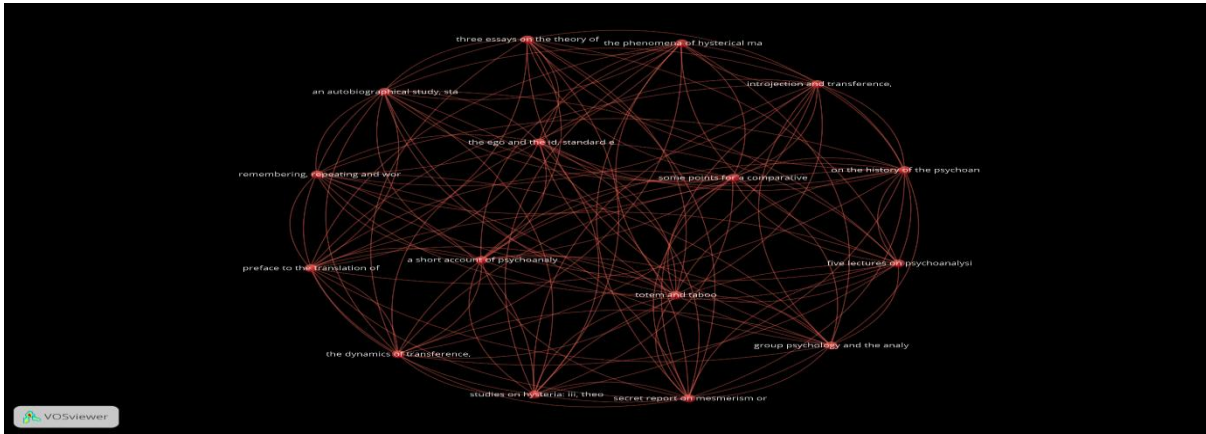 three essays on the theory of
the phenomena of hysterical ma
introjection and transference,
an autobiographical study, sta
the ego and the id, standard e
remembering, repeating and wor
some points for a comparative
on the history of the psychoan
preface to the translation of
a short account of psychoanaly
five lectures on psychoanalysi
totem and taboo
the dynamics of transference,
group psychology and the analy
studies on hysteria: iii, theo
secret report on mesmerism or
VOSviewer